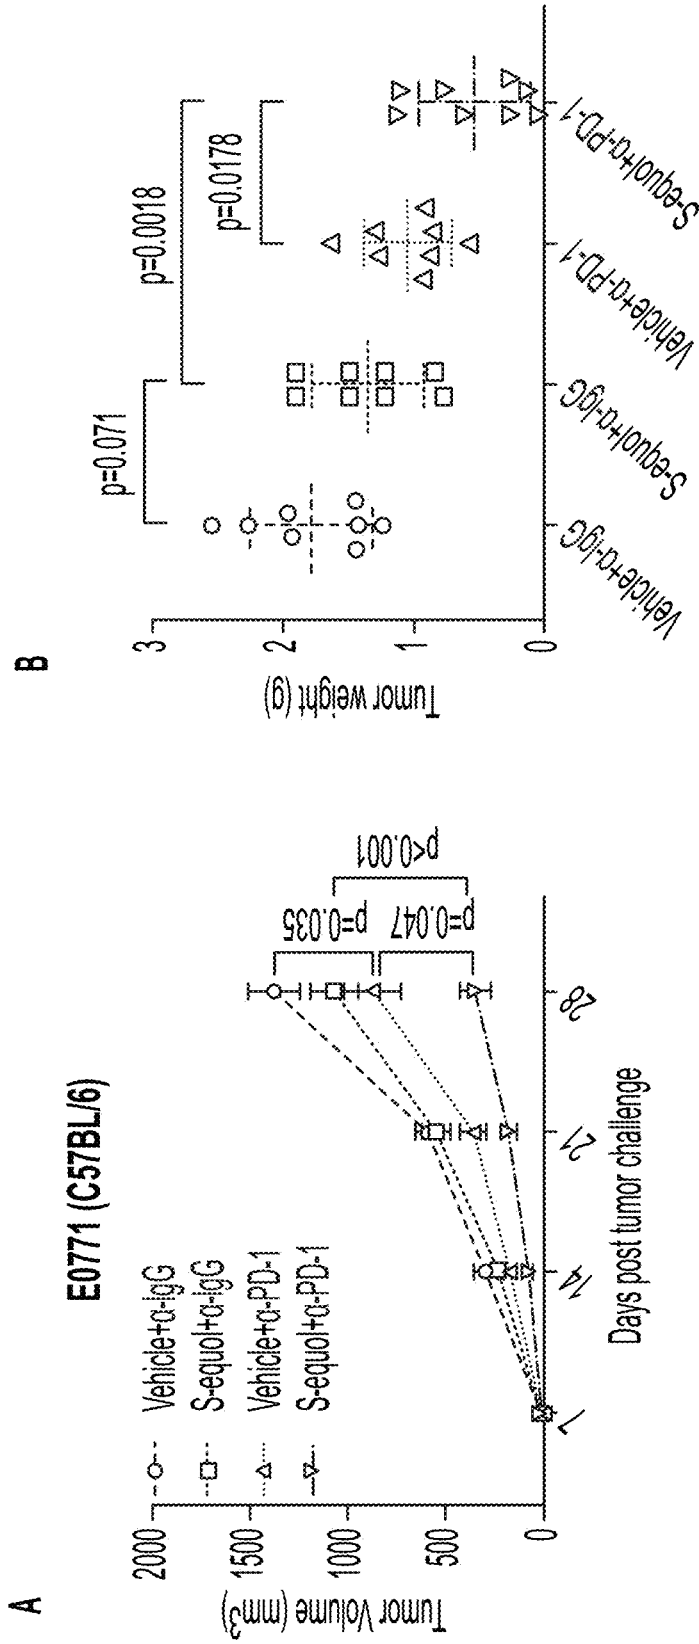 A
E0771 (C57BL/6)
Vehicle+α-IgG
S-equol+α-IgG
Vehicle+α-PD-1
S-equol+α-PD-1
Tumor Volume (mm3)
2000
1500
1000
500
0
7
14
21
28
Days post tumor challenge
p=0.035
p=0.047
p<0.001
B
Tumor weight (g)
3
2
1
0
p=0.071
p=0.0018
p=0.0178
Vehicle+α-IgG
S-equol+α-IgG
Vehicle+α-PD-1
S-equol+α-PD-1